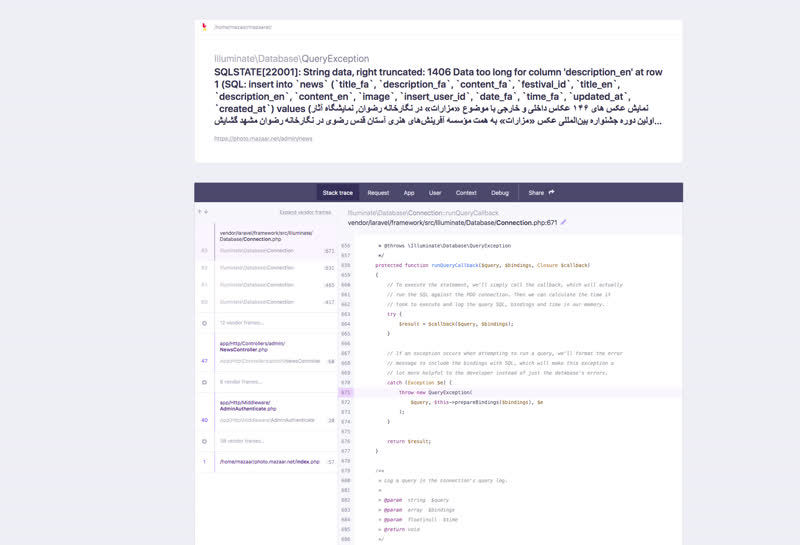 /home/mazaar/mazaarat/
Illuminate\Database\QueryException
SQLSTATE[22001]: String data, right truncated: 1406 Data too long for column 'description_en' at row
1 (SQL: insert into `news` (`title_fa`, `description_fa`, `content_fa`, `festival_id`, `title_en`,
`description_en`, `content_en`, `image`, `insert_user_id`, `date_fa`, `time_fa`, `updated_at`,
`created_at`) values (نمایش عکس های ۱۴۶ عکاس داخلی و خارجی با موضوع «مزارات» در نگارخانه رضوان, نمایشگاه آثار
اولین دوره جشنواره بین‌المللی عکس «مزارات» به همت مؤسسه آفرینش‌های هنری آستان قدس رضوی در نگارخانه رضوان مشهد گشایش...
https://photo.mazaar.net/admin/news
Stack trace
Request
App
User
Context
Debug
Share
Expand vendor frames
vendor/laravel/framework/src/Illuminate/
Database/Connection.php
63 Illuminate\Database\Connection :671
62 Illuminate\Database\Connection :631
61 Illuminate\Database\Connection :465
60 Illuminate\Database\Connection :417
12 vendor frames…
app/Http/Controllers/admin/
NewsController.php
47 app/Http/Controllers/admin/NewsController :50
6 vendor frames…
app/Http/Middleware/
AdminAuthenticate.php
40 App\Http\Middleware\AdminAuthenticate :20
38 vendor frames…
1 /home/mazaar/photo.mazaar.net/index.php :57
Illuminate\Database\Connection::runQueryCallback
vendor/laravel/framework/src/Illuminate/Database/Connection.php:671
656 * @throws \Illuminate\Database\QueryException
657 */
658 protected function runQueryCallback($query, $bindings, Closure $callback)
659 {
660 // To execute the statement, we'll simply call the callback, which will actually
661 // run the SQL against the PDO connection. Then we can calculate the time it
662 // took to execute and log the query SQL, bindings and time in our memory.
663 try {
664 $result = $callback($query, $bindings);
665 }
666
667 // If an exception occurs when attempting to run a query, we'll format the error
668 // message to include the bindings with SQL, which will make this exception a
669 // lot more helpful to the developer instead of just the database's errors.
670 catch (Exception $e) {
671 throw new QueryException(
672 $query, $this->prepareBindings($bindings), $e
673 );
674 }
675
676 return $result;
677 }
678
679 /**
680 * Log a query in the connection's query log.
681 *
682 * @param string $query
683 * @param array $bindings
684 * @param float|null $time
685 * @return void
686 */